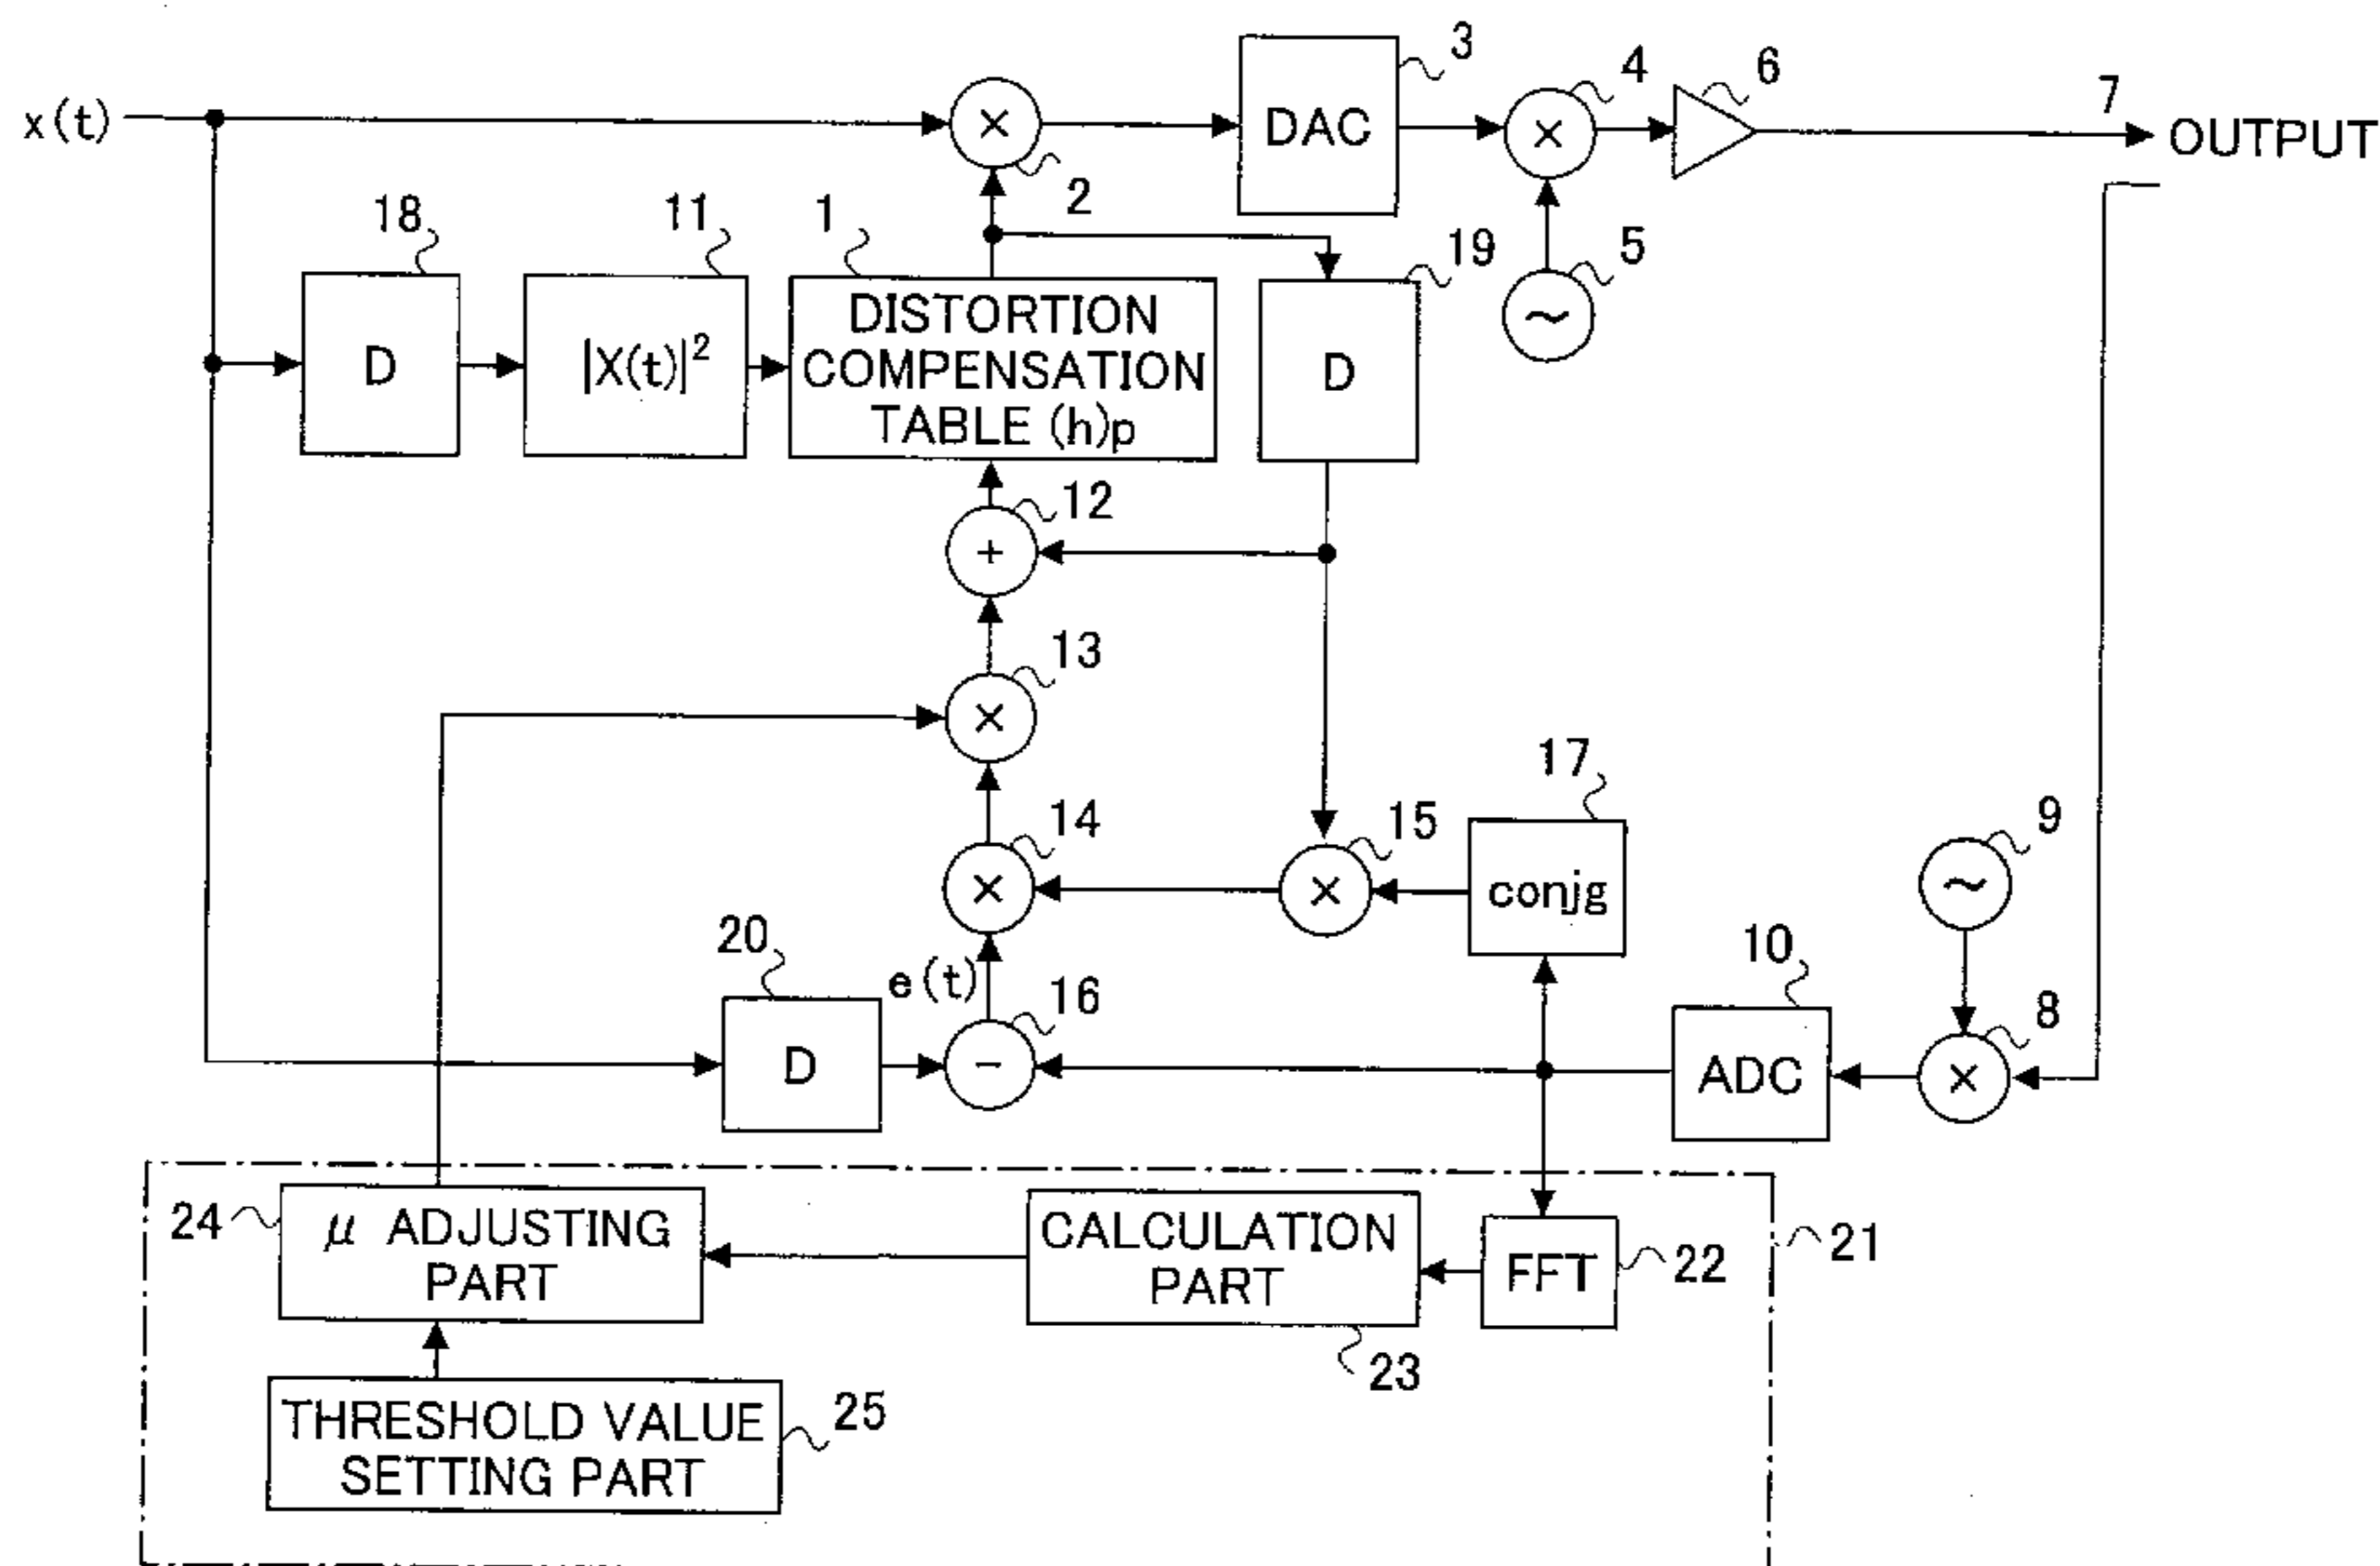 3
4
6
7
x(t)
×
DAC
×
OUTPUT
2
18
11
1
19
5
D
|X(t)|²
DISTORTION
COMPENSATION
TABLE (h)p
D
~
12
+
13
×
17
14
15
9
×
×
conjg
~
20
e(t)
16
10
8
D
−
ADC
×
24
μ ADJUSTING
PART
CALCULATION
PART
FFT
22
21
23
THRESHOLD VALUE
SETTING PART
25